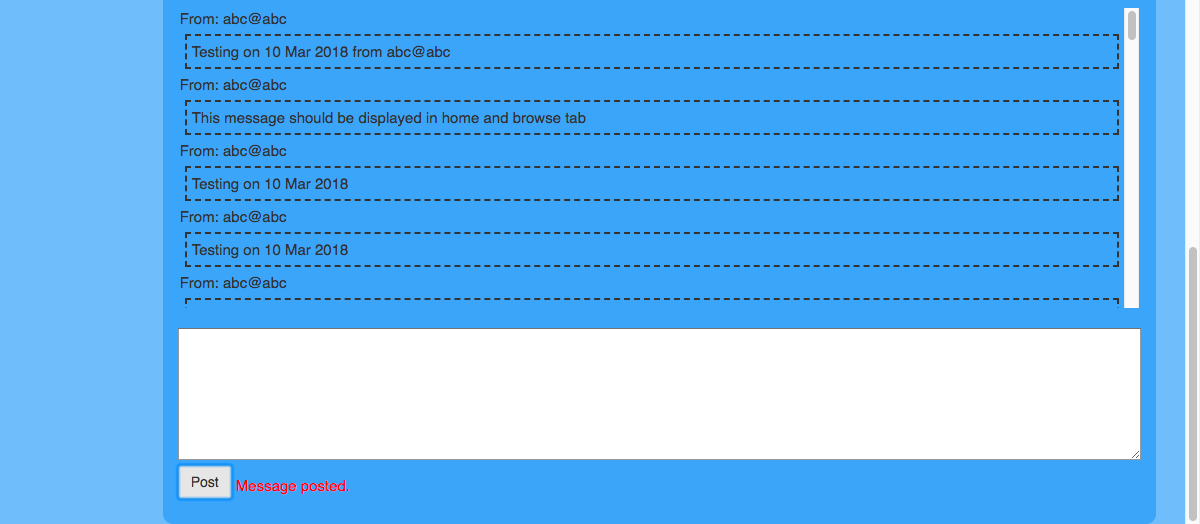 From: abc@abc
Testing on 10 Mar 2018 from abc@abc
From: abc@abc
This message should be displayed in home and browse tab
From: abc@abc
Testing on 10 Mar 2018
From: abc@abc
Testing on 10 Mar 2018
From: abc@abc
Post Message posted.